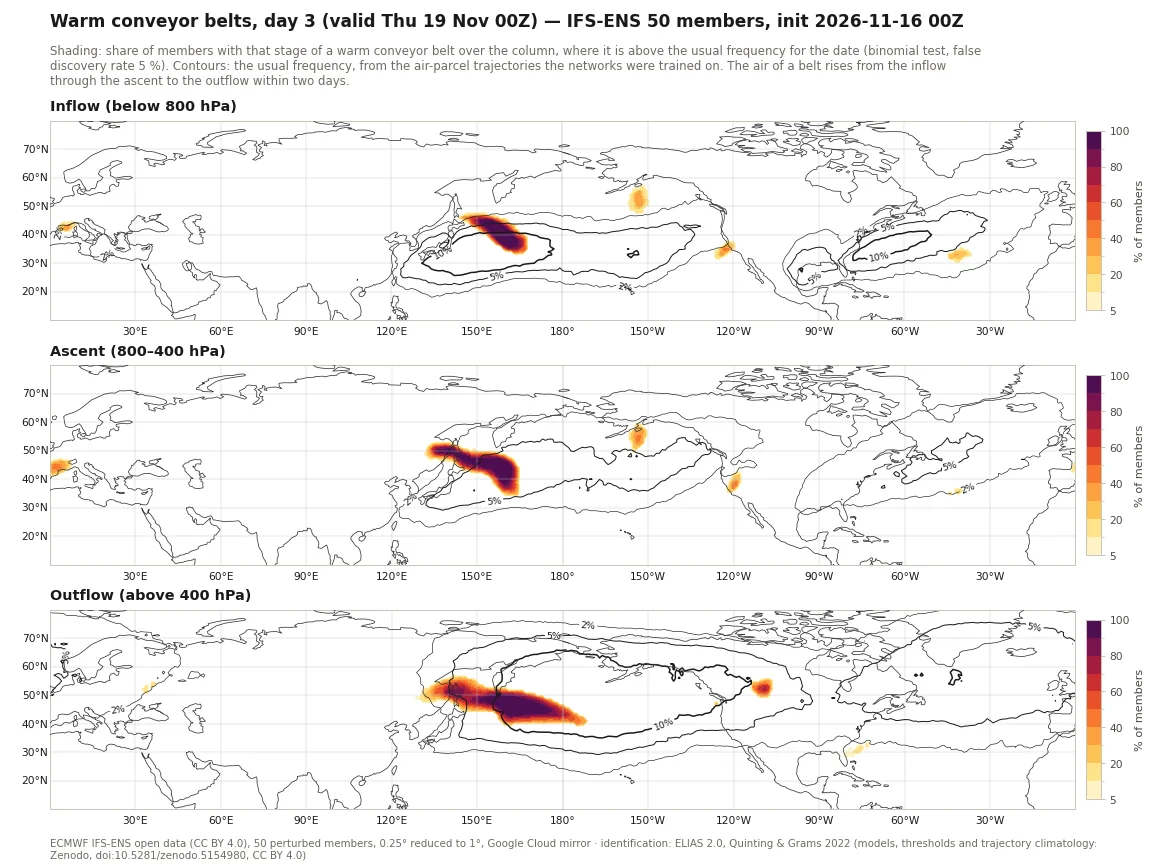 Warm conveyor belts, day 3 (valid Thu 19 Nov 00Z) — IFS-ENS 50 members, init 2026-11-16 00Z
Shading: share of members with that stage of a warm conveyor belt over the column, where it is above the usual frequency for the date (binomial test, false
discovery rate 5 %). Contours: the usual frequency, from the air-parcel trajectories the networks were trained on. The air of a belt rises from the inflow
through the ascent to the outflow within two days.
Inflow (below 800 hPa)
70°N
60°N
50°N
40°N
30°N
20°N
30°E 60°E 90°E 120°E 150°E 180° 150°W 120°W 90°W 60°W 30°W
2% 2% 10% 5% 2% 5% 2% 5% 10%
100
80
60
40
20
5
% of members
Ascent (800–400 hPa)
70°N
60°N
50°N
40°N
30°N
20°N
30°E 60°E 90°E 120°E 150°E 180° 150°W 120°W 90°W 60°W 30°W
2% 5% 5% 2%
100
80
60
40
20
5
% of members
Outflow (above 400 hPa)
70°N
60°N
50°N
40°N
30°N
20°N
30°E 60°E 90°E 120°E 150°E 180° 150°W 120°W 90°W 60°W 30°W
2% 5% 2% 10% 5%
100
80
60
40
20
5
% of members
ECMWF IFS-ENS open data (CC BY 4.0), 50 perturbed members, 0.25° reduced to 1°, Google Cloud mirror · identification: ELIAS 2.0, Quinting & Grams 2022 (models, thresholds and trajectory climatology:
Zenodo, doi:10.5281/zenodo.5154980, CC BY 4.0)